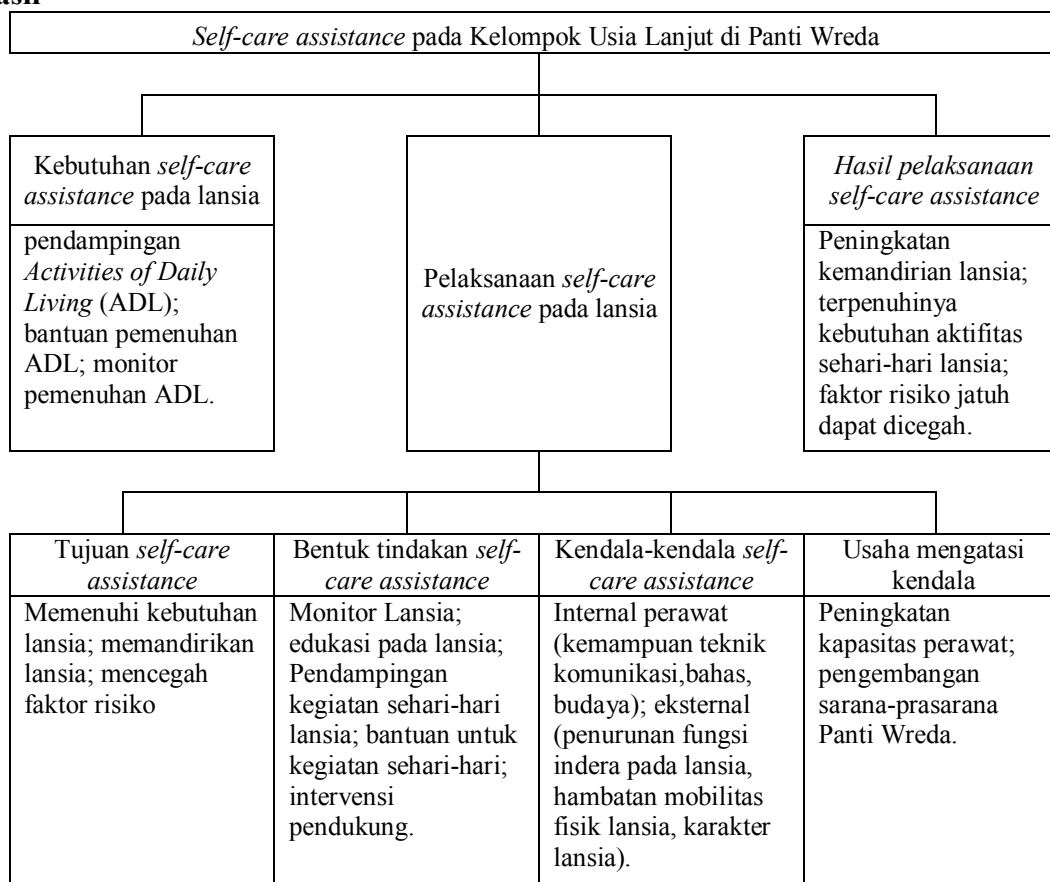 Self-care assistance pada Kelompok Usia Lanjut di Panti Wreda
Kebutuhan self-care
assistance pada lansia
pendampingan
Activities of Daily
Living (ADL);
bantuan pemenuhan
ADL; monitor
pemenuhan ADL.
Pelaksanaan self-care
assistance pada lansia
Hasil pelaksanaan
self-care assistance
Peningkatan
kemandirian lansia;
terpenuhinya
kebutuhan aktifitas
sehari-hari lansia;
faktor risiko jatuh
dapat dicegah.
Tujuan self-care
assistance
Memenuhi kebutuhan
lansia; memandirikan
lansia; mencegah
faktor risiko
Bentuk tindakan self-
care assistance
Monitor Lansia;
edukasi pada lansia;
Pendampingan
kegiatan sehari-hari
lansia; bantuan untuk
kegiatan sehari-hari;
intervensi
pendukung.
Kendala-kendala self-
care assistance
Internal perawat
(kemampuan teknik
komunikasi,bahas,
budaya); eksternal
(penurunan fungsi
indera pada lansia,
hambatan mobilitas
fisik lansia, karakter
lansia).
Usaha mengatasi
kendala
Peningkatan
kapasitas perawat;
pengembangan
sarana-prasarana
Panti Wreda.